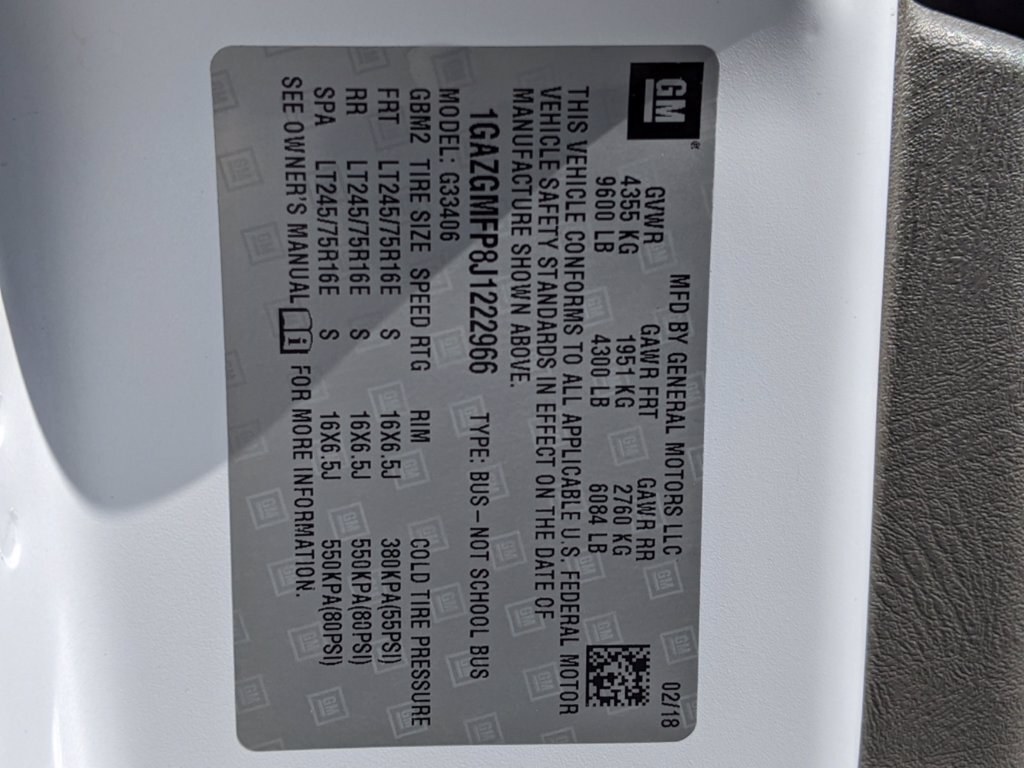 GM
MFD BY GENERAL MOTORS LLC 02/18
GVWR GAWR FRT GAWR RR
4355 KG 1951 KG 2760 KG
9600 LB 4300 LB 6084 LB
THIS VEHICLE CONFORMS TO ALL APPLICABLE U.S. FEDERAL MOTOR
VEHICLE SAFETY STANDARDS IN EFFECT ON THE DATE OF
MANUFACTURE SHOWN ABOVE.
1GAZGMFP8J1222966 TYPE: BUS – NOT SCHOOL BUS
MODEL: G33406
GBM2 TIRE SIZE SPEED RTG RIM COLD TIRE PRESSURE
FRT LT245/75R16E S 16X6.5J 380KPA(55PSI)
RR LT245/75R16E S 16X6.5J 550KPA(80PSI)
SPA LT245/75R16E S 16X6.5J 550KPA(80PSI)
SEE OWNER'S MANUAL i FOR MORE INFORMATION.